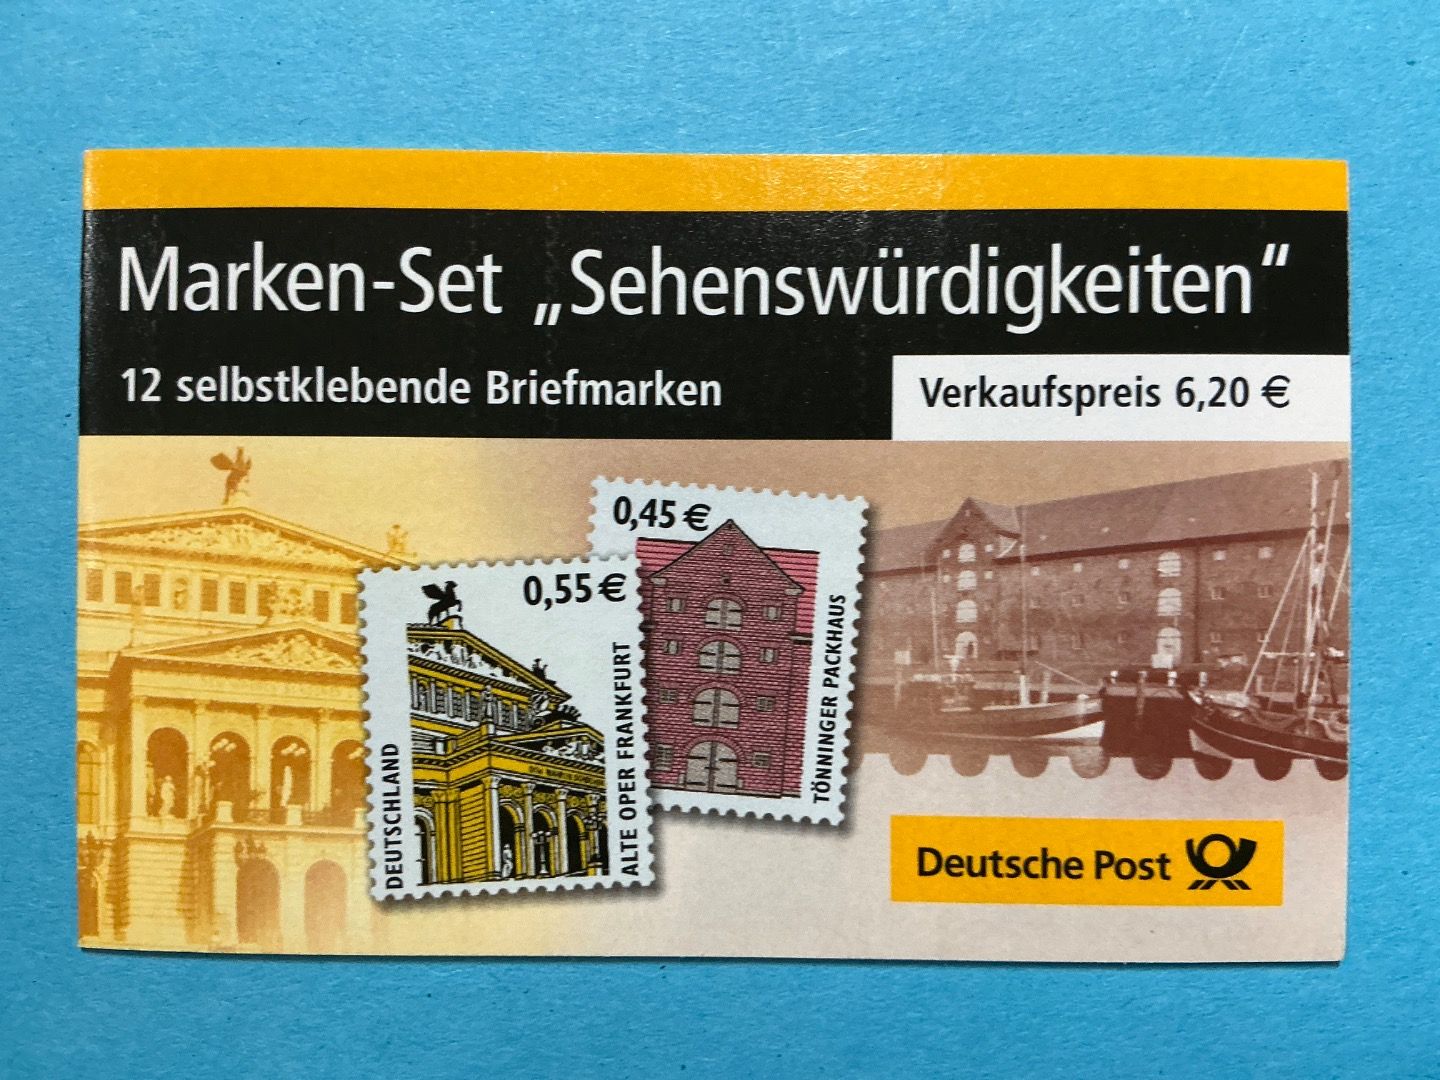 Marken-Set „Sehenswürdigkeiten“
12 selbstklebende Briefmarken
Verkaufspreis 6,20 €
0,45 €
TÖNNINGER PACKHAUS
0,55 €
DEUTSCHLAND
ALTE OPER FRANKFURT
Deutsche Post